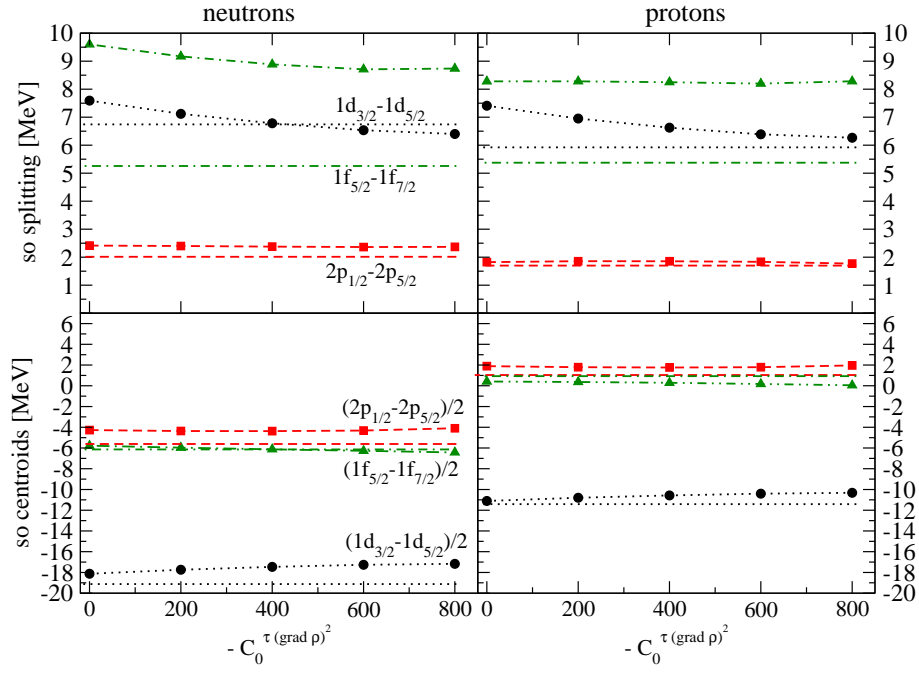 neutrons protons
10 10
9 9
8 8
7 7
6 6
5 5
4 4
3 3
2 2
1 1
so splitting [MeV]
1d3/2-1d5/2
1f5/2-1f7/2
2p1/2-2p5/2
6 6
4 4
2 2
0 0
-2 -2
-4 -4
-6 -6
-8 -8
-10 -10
-12 -12
-14 -14
-16 -16
-18 -18
-20 -20
so centroids [MeV]
(2p1/2-2p5/2)/2
(1f5/2-1f7/2)/2
(1d3/2-1d5/2)/2
0 200 400 600 800 0 200 400 600 800
- C0 τ (grad ρ)2 - C0 τ (grad ρ)2